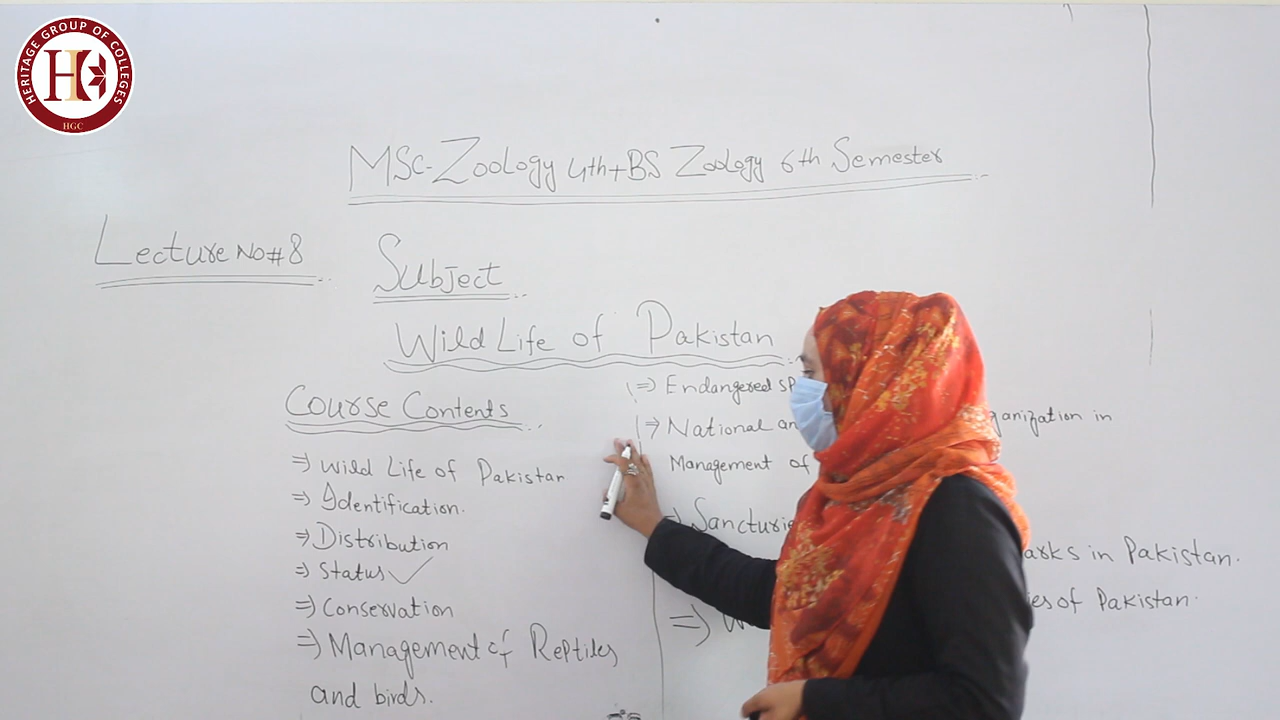 HERITAGE GROUP OF COLLEGES
HGC
MSc-Zoology 4th+BS Zoology 6th Semester
Lecture No#8
Subject
Wild Life of Pakistan
Course Contents
=> Wild Life of Pakistan
=> Identification.
=> Distribution
=> Status ✓
=> Conservation
=> Management of Reptiles
and birds.
=> Endangered sp
=> National an ganization in
Management of
=> Sancturie
arks in Pakistan.
=> W ies of Pakistan.